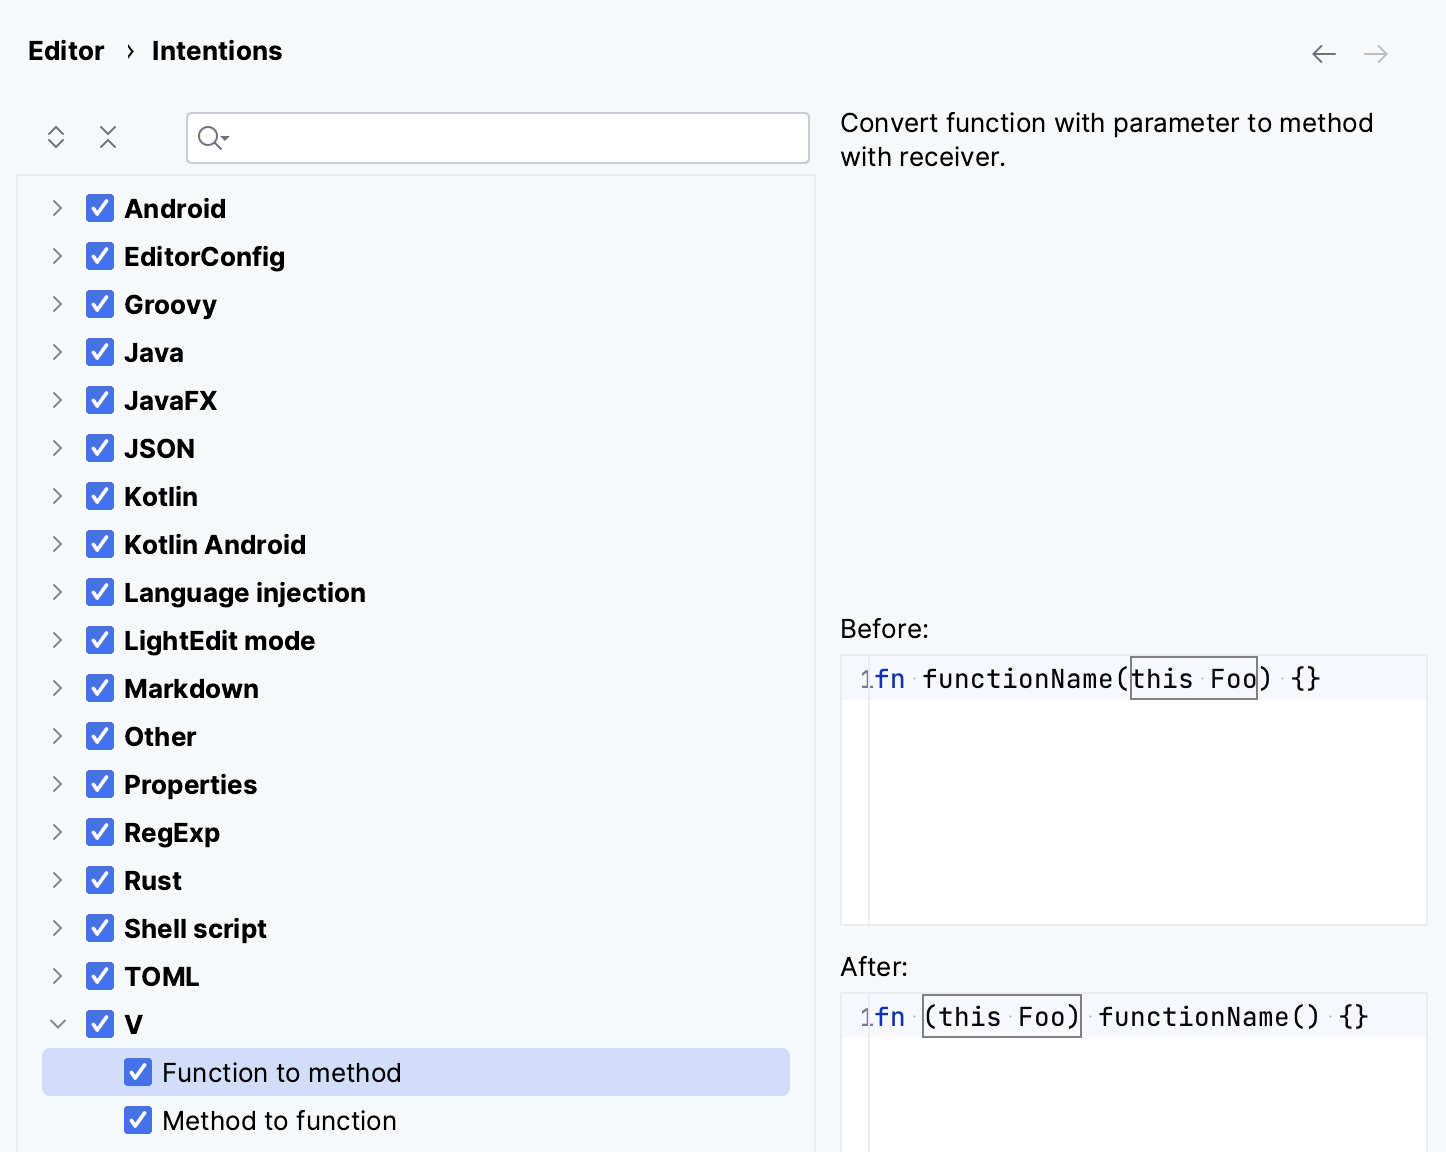 Editor › Intentions
Android
EditorConfig
Groovy
Java
JavaFX
JSON
Kotlin
Kotlin Android
Language injection
LightEdit mode
Markdown
Other
Properties
RegExp
Rust
Shell script
TOML
V
Function to method
Method to function
Convert function with parameter to method
with receiver.
Before:
1 fn functionName(this Foo) {}
After:
1 fn (this Foo) functionName() {}